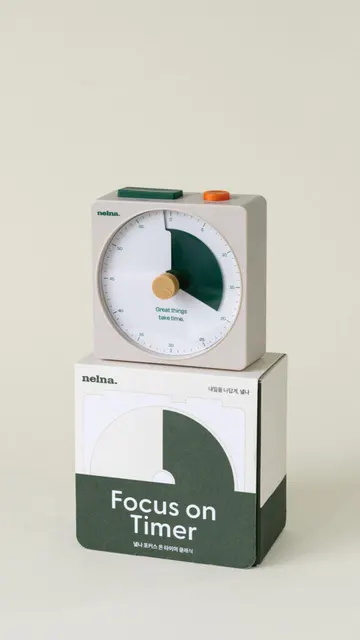 nelna.
Great things
take time.
nelna.
내일을 나답게, 넬나
Focus on
Timer
넬나 포커스 온 타이머 클래식